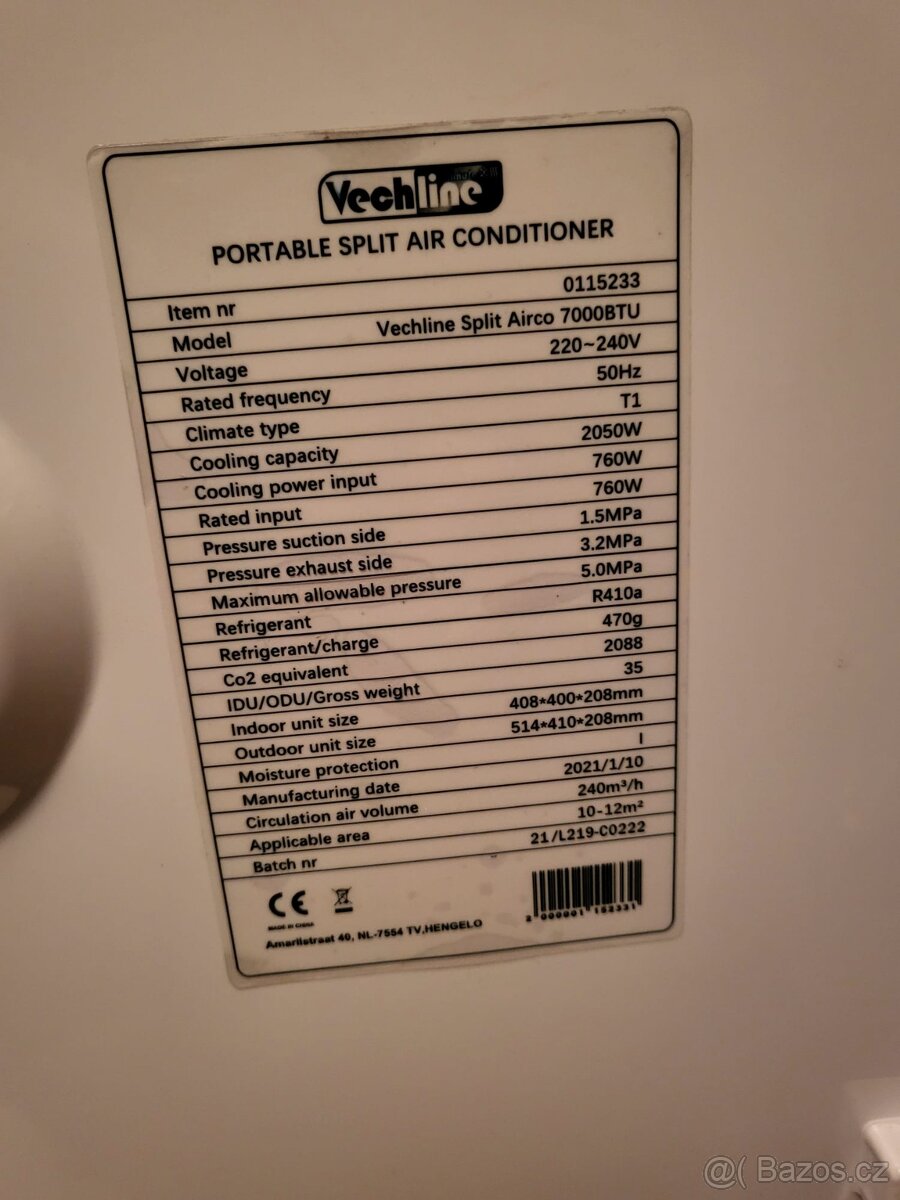 Vechline
PORTABLE SPLIT AIR CONDITIONER
Item nr 0115233
Model Vechline Split Airco 7000BTU
Voltage 220~240V
Rated frequency 50Hz
Climate type T1
Cooling capacity 2050W
Cooling power input 760W
Rated input 760W
Pressure suction side 1.5MPa
Pressure exhaust side 3.2MPa
Maximum allowable pressure 5.0MPa
Refrigerant R410a
Refrigerant/charge 470g
Co2 equivalent 2088
IDU/ODU/Gross weight 35
Indoor unit size 408*400*208mm
Outdoor unit size 514*410*208mm
Moisture protection I
Manufacturing date 2021/1/10
Circulation air volume 240m³/h
Applicable area 10-12m²
Batch nr 21/L219-C0222
CE
MADE IN CHINA
Amarilstraat 40, NL-7554 TV,HENGELO
2 000001 152331
@( Bazos.cz